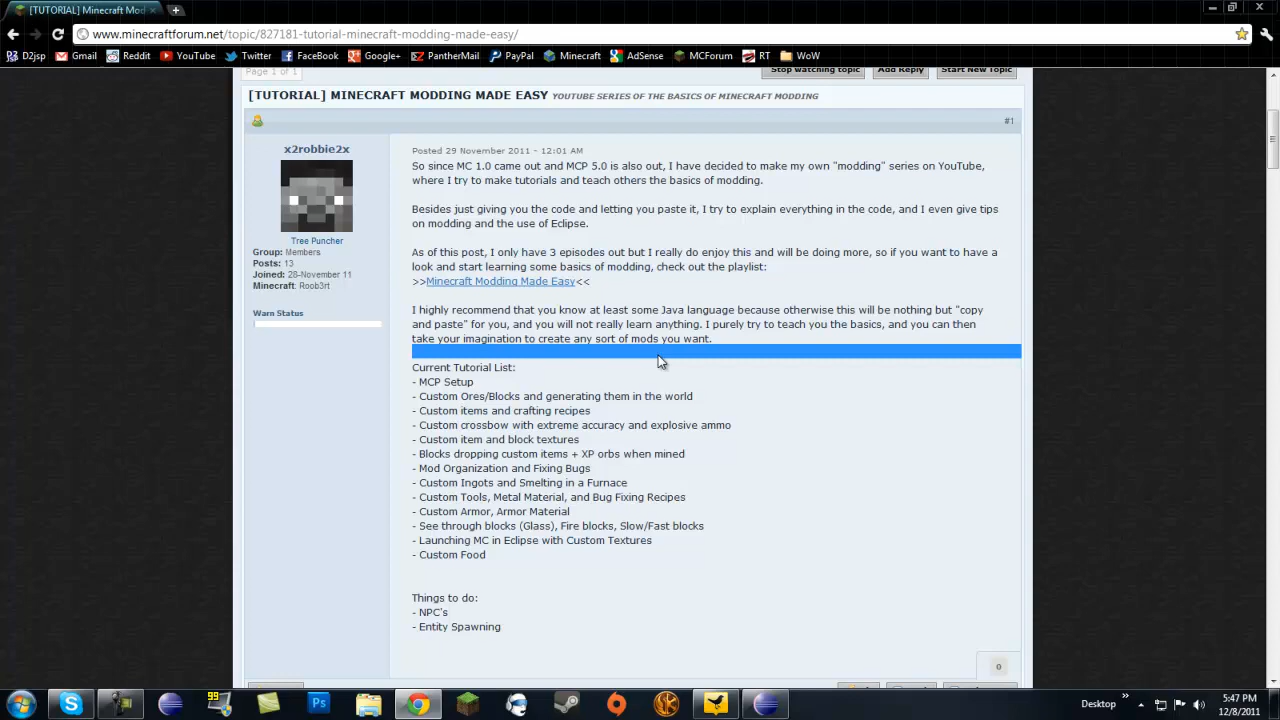 [TUTORIAL] Minecraft Mod
www.minecraftforum.net/topic/827181-tutorial-minecraft-modding-made-easy/
D2jsp Gmail Reddit YouTube Twitter FaceBook Google+ PantherMail PayPal Minecraft AdSense MCForum RT WoW
Page 1 of 1 Stop watching topic Add Reply Start New Topic
[TUTORIAL] MINECRAFT MODDING MADE EASY YOUTUBE SERIES OF THE BASICS OF MINECRAFT MODDING
#1
x2robbie2x
Tree Puncher
Group: Members
Posts: 13
Joined: 28-November 11
Minecraft: Roob3rt
Warn Status
Posted 29 November 2011 - 12:01 AM
So since MC 1.0 came out and MCP 5.0 is also out, I have decided to make my own "modding" series on YouTube,
where I try to make tutorials and teach others the basics of modding.
Besides just giving you the code and letting you paste it, I try to explain everything in the code, and I even give tips
on modding and the use of Eclipse.
As of this post, I only have 3 episodes out but I really do enjoy this and will be doing more, so if you want to have a
look and start learning some basics of modding, check out the playlist:
>>Minecraft Modding Made Easy<<
I highly recommend that you know at least some Java language because otherwise this will be nothing but "copy
and paste" for you, and you will not really learn anything. I purely try to teach you the basics, and you can then
take your imagination to create any sort of mods you want.
Current Tutorial List:
- MCP Setup
- Custom Ores/Blocks and generating them in the world
- Custom items and crafting recipes
- Custom crossbow with extreme accuracy and explosive ammo
- Custom item and block textures
- Blocks dropping custom items + XP orbs when mined
- Mod Organization and Fixing Bugs
- Custom Ingots and Smelting in a Furnace
- Custom Tools, Metal Material, and Bug Fixing Recipes
- Custom Armor, Armor Material
- See through blocks (Glass), Fire blocks, Slow/Fast blocks
- Launching MC in Eclipse with Custom Textures
- Custom Food
Things to do:
- NPC's
- Entity Spawning
0
99
Ps
Desktop
5:47 PM
12/8/2011